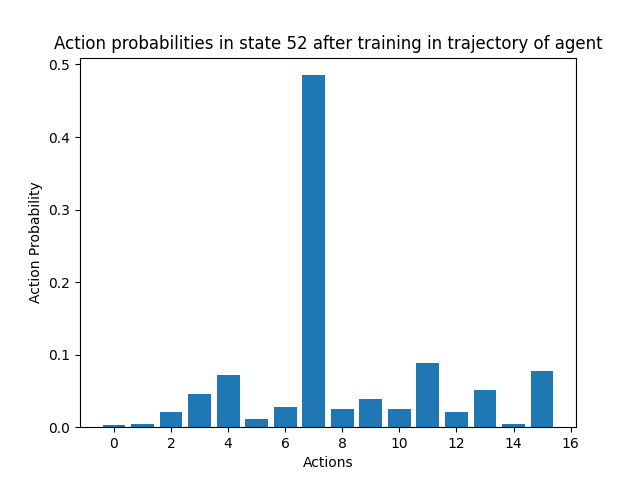 Action probabilities in state 52 after training in trajectory of agent
0.5
0.4
0.3
0.2
0.1
0.0
Action Probability
0 2 4 6 8 10 12 14 16
Actions